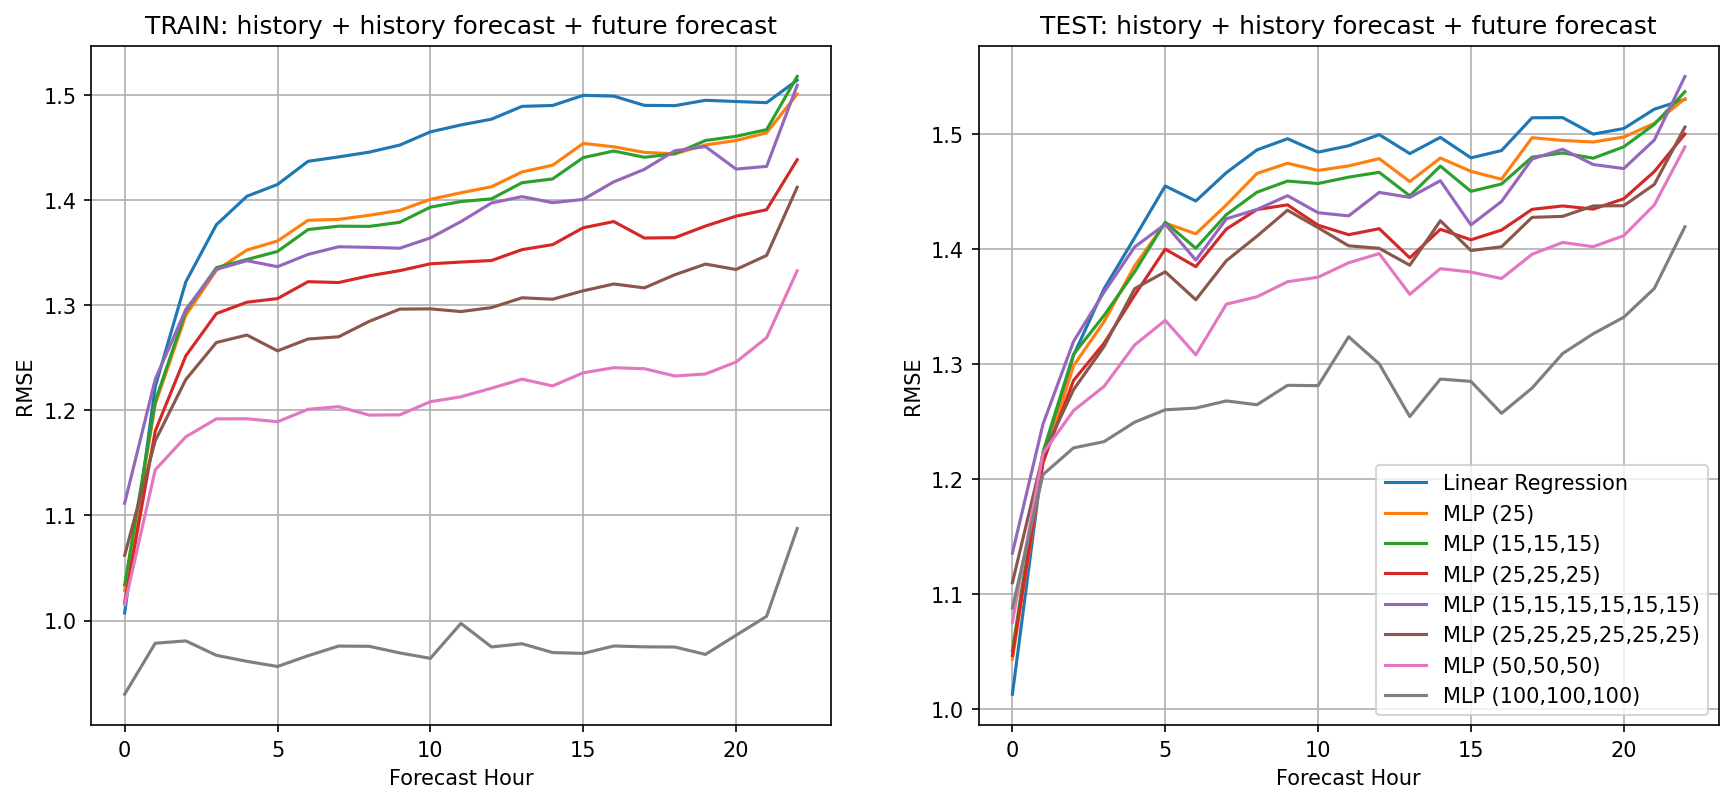 TRAIN: history + history forecast + future forecast
RMSE
1.5
1.4
1.3
1.2
1.1
1.0
0 5 10 15 20
Forecast Hour
TEST: history + history forecast + future forecast
RMSE
1.5
1.4
1.3
1.2
1.1
1.0
Linear Regression
MLP (25)
MLP (15,15,15)
MLP (25,25,25)
MLP (15,15,15,15,15,15)
MLP (25,25,25,25,25,25)
MLP (50,50,50)
MLP (100,100,100)
0 5 10 15 20
Forecast Hour